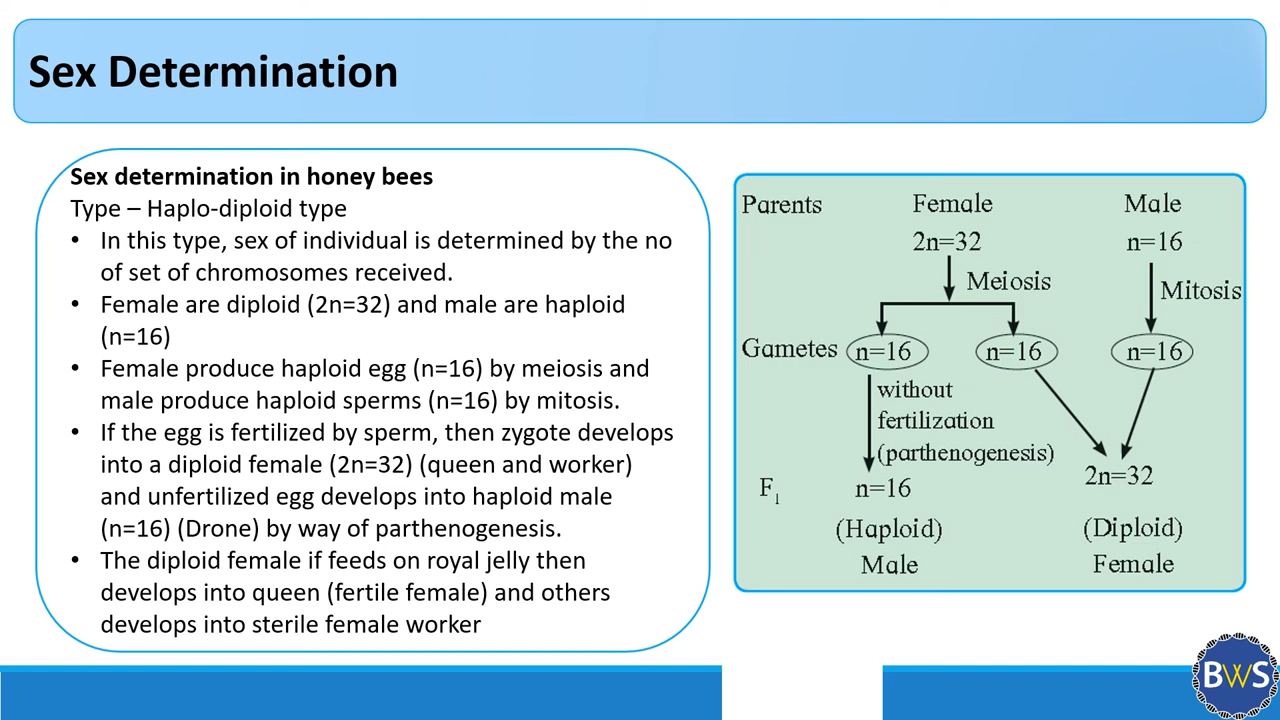 Sex Determination
Sex determination in honey bees
Type – Haplo-diploid type
• In this type, sex of individual is determined by the no
of set of chromosomes received.
• Female are diploid (2n=32) and male are haploid
(n=16)
• Female produce haploid egg (n=16) by meiosis and
male produce haploid sperms (n=16) by mitosis.
• If the egg is fertilized by sperm, then zygote develops
into a diploid female (2n=32) (queen and worker)
and unfertilized egg develops into haploid male
(n=16) (Drone) by way of parthenogenesis.
• The diploid female if feeds on royal jelly then
develops into queen (fertile female) and others
develops into sterile female worker
Parents Female Male
2n=32 n=16
Meiosis Mitosis
Gametes n=16 n=16 n=16
without
fertilization
(parthenogenesis)
F₁ n=16 2n=32
(Haploid) (Diploid)
Male Female
BWS